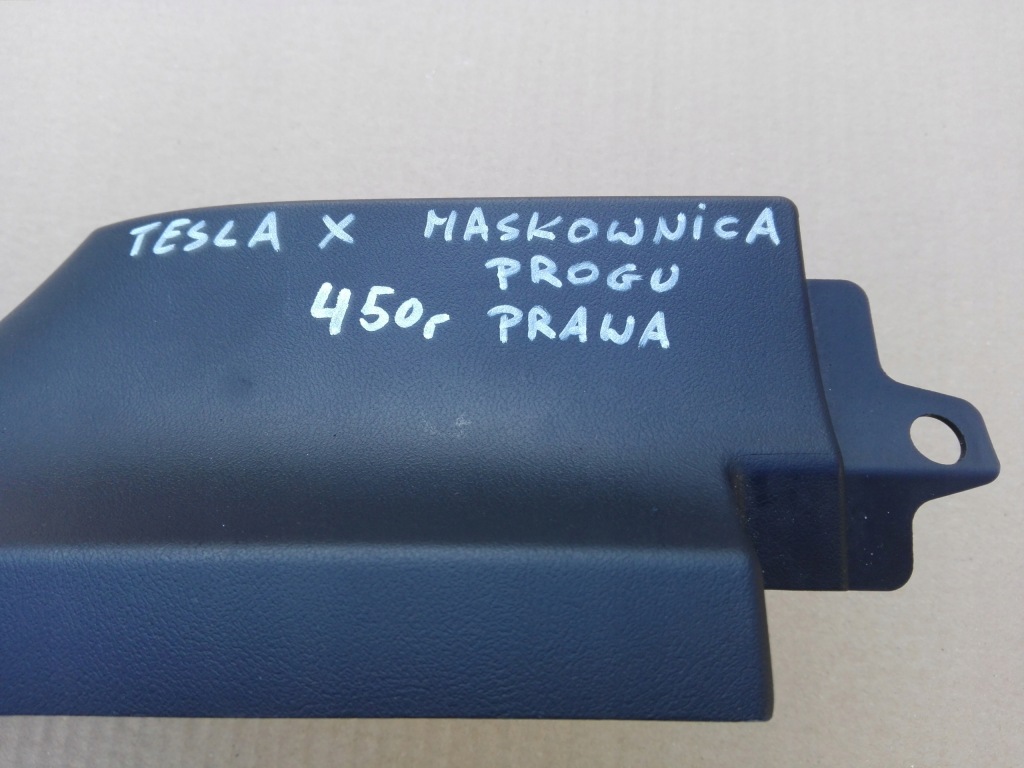 TESLA X MASKOWNiCA
PROGU
450r PRAWA